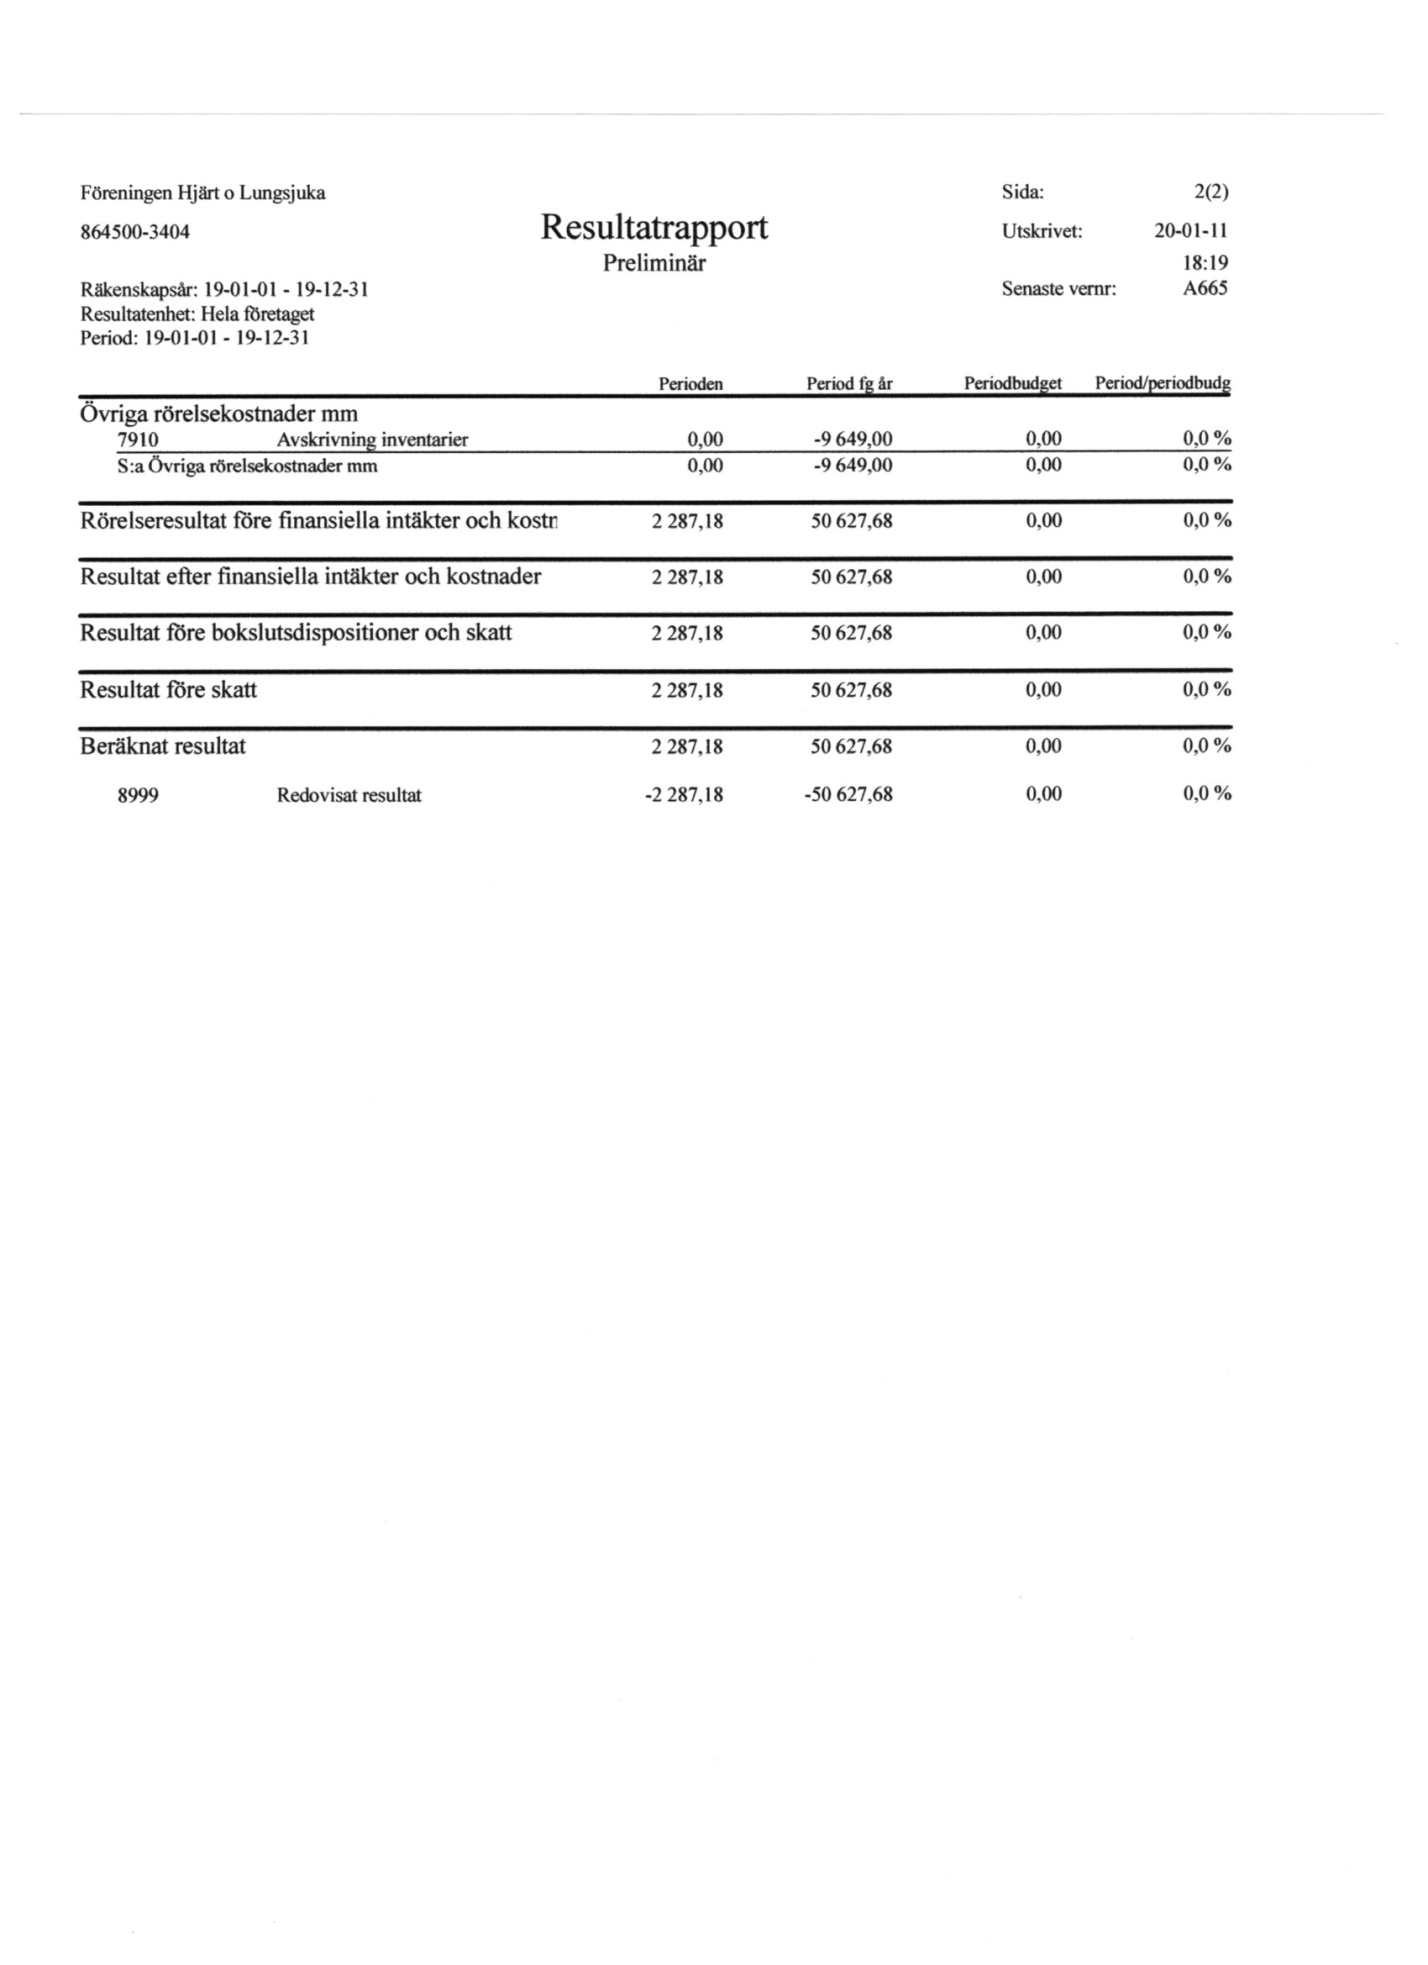 Föreningen Hjärt o Lungsjuka Sida: 2(2)
864500-3404 Resultatrapport Utskrivet: 20-01-11
Preliminär 18:19
Räkenskapsår: 19-01-01 - 19-12-31 Senaste vernr: A665
Resultatenhet: Hela företaget
Period: 19-01-01 - 19-12-31
Perioden Period fg år Periodbudget Period/periodbudg
Övriga rörelsekostnader mm
7910 Avskrivning inventarier 0,00 -9 649,00 0,00 0,0 %
S:a Övriga rörelsekostnader mm 0,00 -9 649,00 0,00 0,0 %
Rörelseresultat före finansiella intäkter och kostn 2 287,18 50 627,68 0,00 0,0 %
Resultat efter finansiella intäkter och kostnader 2 287,18 50 627,68 0,00 0,0 %
Resultat före bokslutsdispositioner och skatt 2 287,18 50 627,68 0,00 0,0 %
Resultat före skatt 2 287,18 50 627,68 0,00 0,0 %
Beräknat resultat 2 287,18 50 627,68 0,00 0,0 %
8999 Redovisat resultat -2 287,18 -50 627,68 0,00 0,0 %